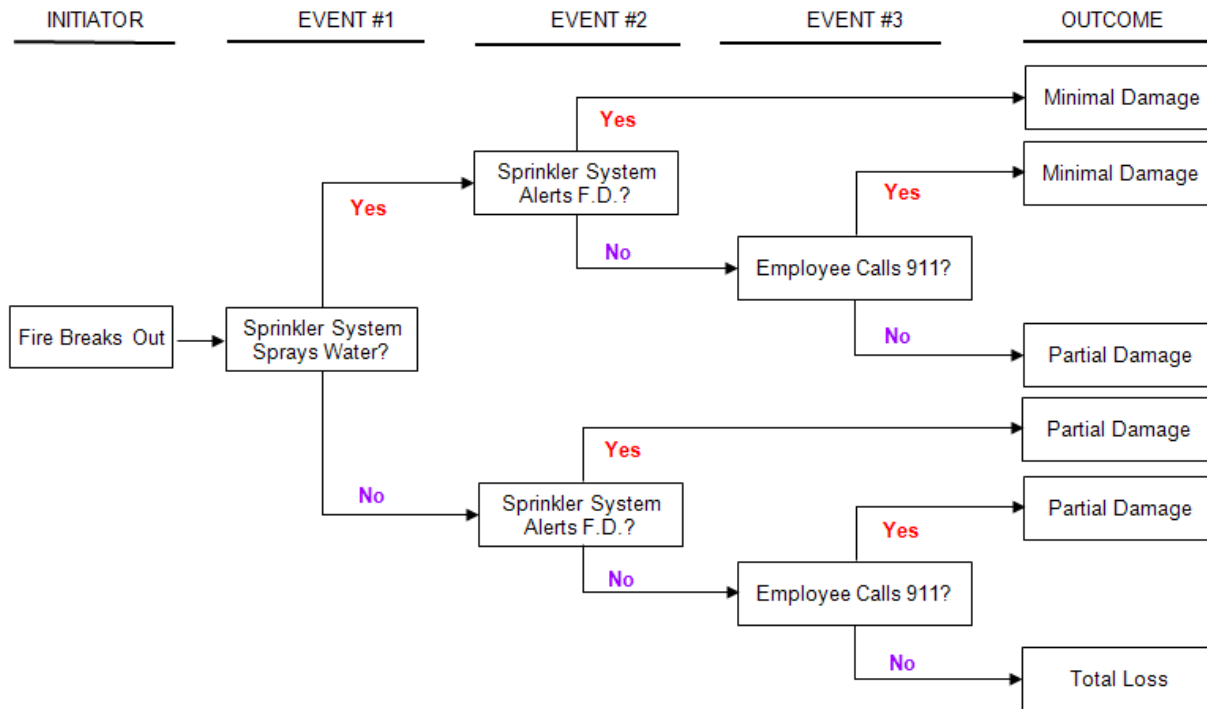 INITIATOR
EVENT #1
EVENT #2
EVENT #3
OUTCOME
Minimal Damage
Yes
Sprinkler System
Alerts F.D.?
Minimal Damage
Yes
Yes
No
Employee Calls 911?
Fire Breaks Out
Sprinkler System
Sprays Water?
No
Partial Damage
Partial Damage
Yes
No
Sprinkler System
Alerts F.D.?
Partial Damage
Yes
No
Employee Calls 911?
No
Total Loss